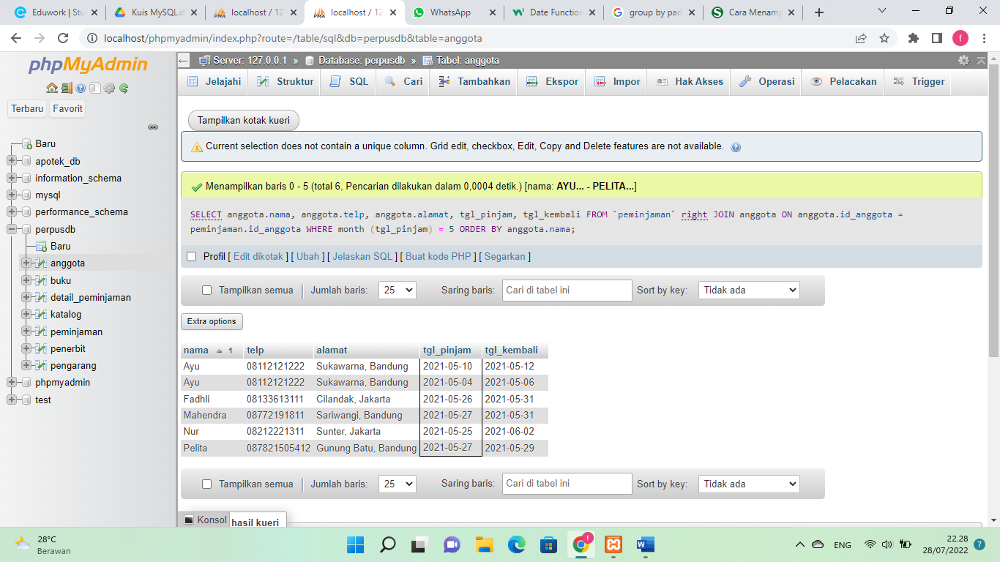 Eduwork | Stu
Kuis MySQL.d
localhost / 12
localhost / 12
WhatsApp
Date Function
group by pad
Cara Menamp
localhost/phpmyadmin/index.php?route=/table/sql&db=perpusdb&table=anggota
f
phpMyAdmin
Terbaru Favorit
Baru
apotek_db
information_schema
mysql
performance_schema
perpusdb
Baru
anggota
buku
detail_peminjaman
katalog
peminjaman
penerbit
pengarang
phpmyadmin
test
Server: 127.0.0.1 » Database: perpusdb » Tabel: anggota
Jelajahi Struktur SQL Cari Tambahkan Ekspor Impor Hak Akses Operasi Pelacakan Trigger
Tampilkan kotak kueri
Current selection does not contain a unique column. Grid edit, checkbox, Edit, Copy and Delete features are not available.
Menampilkan baris 0 - 5 (total 6, Pencarian dilakukan dalam 0,0004 detik.) [nama: AYU... - PELITA...]
SELECT anggota.nama, anggota.telp, anggota.alamat, tgl_pinjam, tgl_kembali FROM `peminjaman` right JOIN anggota ON anggota.id_anggota =
peminjaman.id_anggota WHERE month (tgl_pinjam) = 5 ORDER BY anggota.nama;
Profil [ Edit dikotak ] [ Ubah ] [ Jelaskan SQL ] [ Buat kode PHP ] [ Segarkan ]
Tampilkan semua Jumlah baris: 25 Saring baris: Cari di tabel ini Sort by key: Tidak ada
Extra options
nama 1 telp alamat tgl_pinjam tgl_kembali
Ayu 08112121222 Sukawarna, Bandung 2021-05-10 2021-05-12
Ayu 08112121222 Sukawarna, Bandung 2021-05-04 2021-05-06
Fadhli 08133613111 Cilandak, Jakarta 2021-05-26 2021-05-31
Mahendra 08772191811 Sariwangi, Bandung 2021-05-27 2021-05-31
Nur 08212221311 Sunter, Jakarta 2021-05-25 2021-06-02
Pelita 087821505412 Gunung Batu, Bandung 2021-05-27 2021-05-29
Tampilkan semua Jumlah baris: 25 Saring baris: Cari di tabel ini Sort by key: Tidak ada
Konsol hasil kueri
28°C
Berawan
f
ENG
22.28
28/07/2022
7